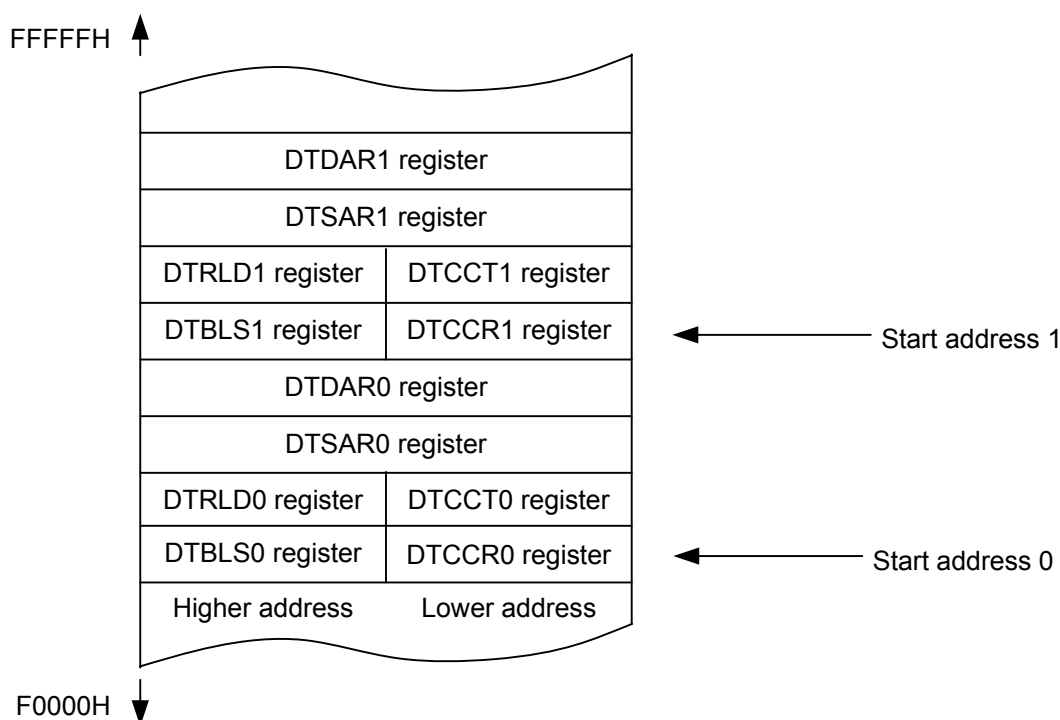 FFFFFH
DTDAR1 register
DTSAR1 register
DTRLD1 register DTCCT1 register
DTBLS1 register DTCCR1 register
Start address 1
DTDAR0 register
DTSAR0 register
DTRLD0 register DTCCT0 register
DTBLS0 register DTCCR0 register
Start address 0
Higher address Lower address
F0000H